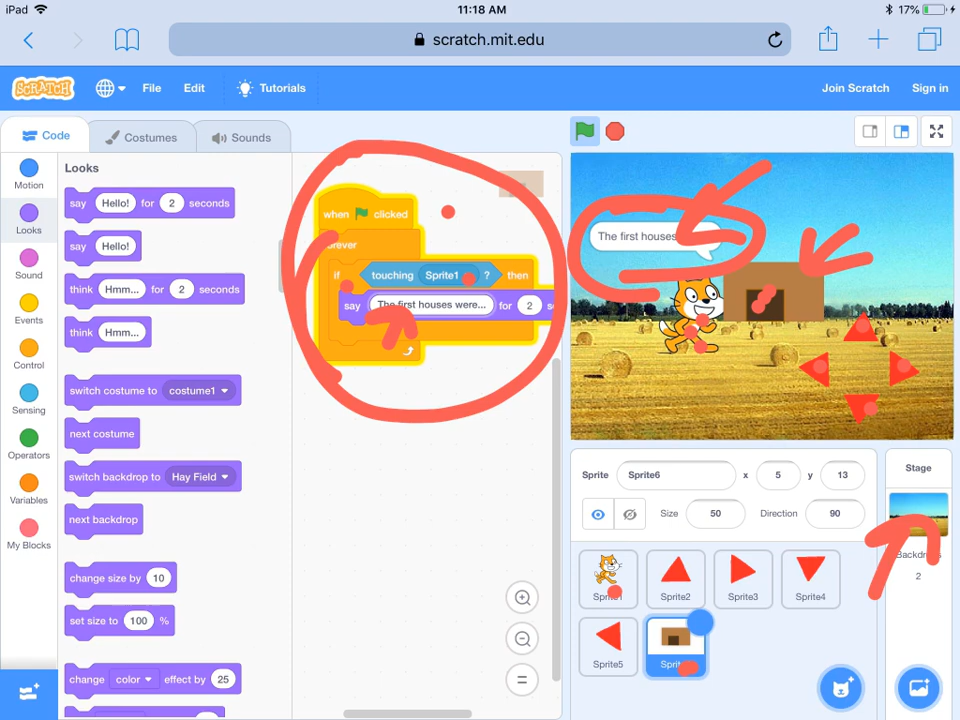 iPad 11:18 AM 17%
scratch.mit.edu
SCRATCH File Edit Tutorials Join Scratch Sign in
Code Costumes Sounds
Motion
Looks
Sound
Events
Control
Sensing
Operators
Variables
My Blocks
Looks
say Hello! for 2 seconds
say Hello!
think Hmm... for 2 seconds
think Hmm...
switch costume to costume1
next costume
switch backdrop to Hay Field
next backdrop
change size by 10
set size to 100 %
change color effect by 25
when clicked
if touching Sprite1 ? then
say The first houses were... for 2
The first houses
Sprite Sprite6 x 5 y 13
Size 50 Direction 90
Sprite2 Sprite3 Sprite4
Sprite5
Stage
2